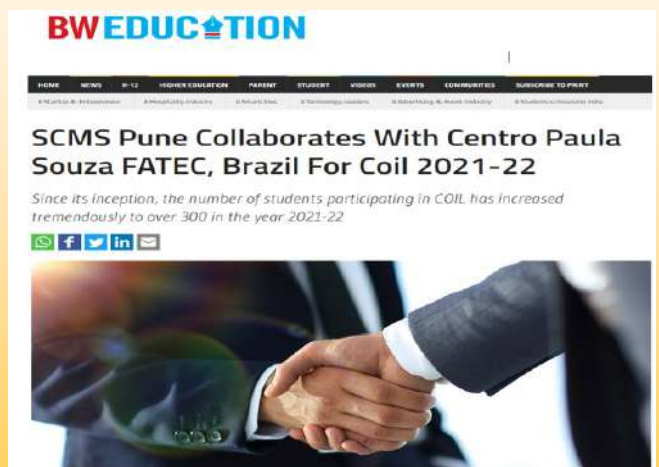 BW EDUCATION
HOME NEWS K-12 HIGHER EDUCATION PARENT STUDENT VIDEOS EVENTS COMMUNITIES SUBSCRIBE TO PRINT
SCMS Pune Collaborates With Centro Paula
Souza FATEC, Brazil For Coil 2021-22
Since its inception, the number of students participating in COIL has increased
tremendously to over 300 in the year 2021-22